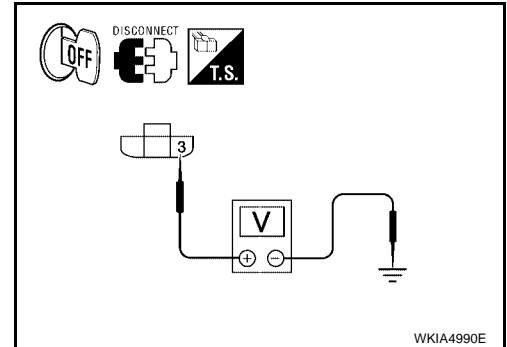 DISCONNECT
OFF
T.S.
3
V
+ −
WKIA4990E